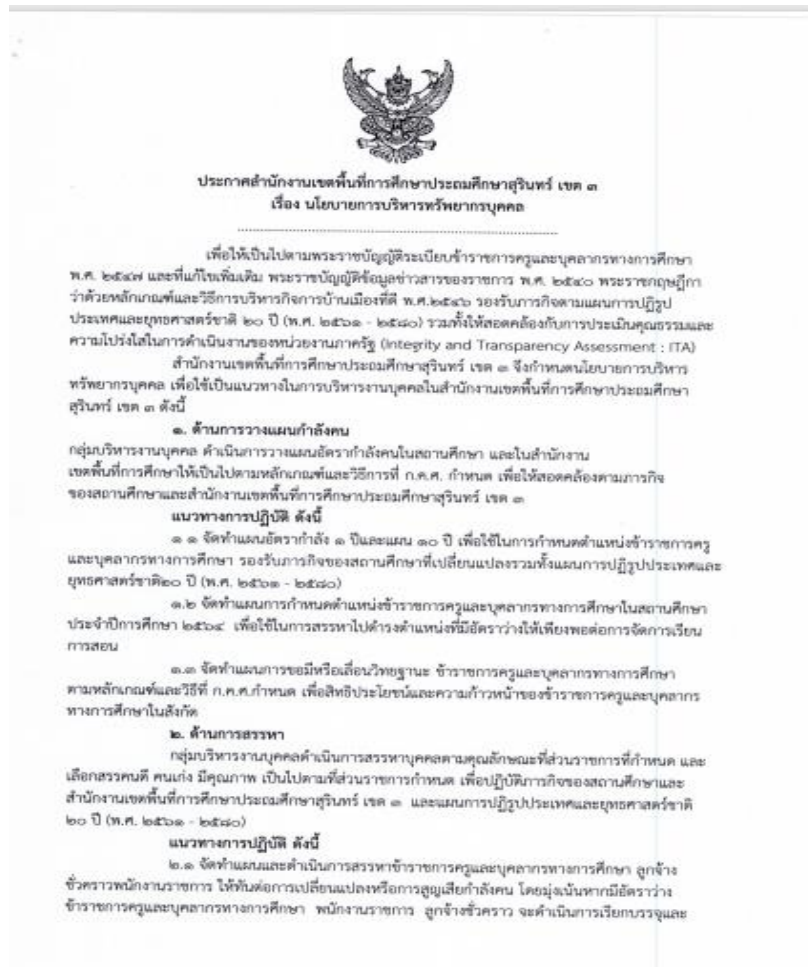 ประกาศสำนักงานเขตพื้นที่การศึกษาประถมศึกษาสุรินทร์ เขต ๓
เรื่อง นโยบายการบริหารทรัพยากรบุคคล
เพื่อให้เป็นไปตามพระราชบัญญัติระเบียบข้าราชการครูและบุคลากรทางการศึกษา
พ.ศ. ๒๕๔๗ และที่แก้ไขเพิ่มเติม พระราชบัญญัติข้อมูลข่าวสารของราชการ พ.ศ. ๒๕๔๐ พระราชกฤษฎีกา
ว่าด้วยหลักเกณฑ์และวิธีการบริหารกิจการบ้านเมืองที่ดี พ.ศ.๒๕๔๖ รองรับภารกิจตามแผนการปฏิรูป
ประเทศและยุทธศาสตร์ชาติ ๒๐ ปี (พ.ศ. ๒๕๖๑ - ๒๕๘๐) รวมทั้งให้สอดคล้องกับการประเมินคุณธรรมและ
ความโปร่งใสในการดำเนินงานของหน่วยงานภาครัฐ (Integrity and Transparency Assessment : ITA)
สำนักงานเขตพื้นที่การศึกษาประถมศึกษาสุรินทร์ เขต ๓ จึงกำหนดนโยบายการบริหาร
ทรัพยากรบุคคล เพื่อใช้เป็นแนวทางในการบริหารงานบุคคลในสำนักงานเขตพื้นที่การศึกษาประถมศึกษา
สุรินทร์ เขต ๓ ดังนี้
๑. ด้านการวางแผนกำลังคน
กลุ่มบริหารงานบุคคล ดำเนินการวางแผนอัตรากำลังคนในสถานศึกษา และในสำนักงาน
เขตพื้นที่การศึกษาให้เป็นไปตามหลักเกณฑ์และวิธีการที่ ก.ค.ศ. กำหนด เพื่อให้สอดคล้องตามภารกิจ
ของสถานศึกษาและสำนักงานเขตพื้นที่การศึกษาประถมศึกษาสุรินทร์ เขต ๓
แนวทางการปฏิบัติ ดังนี้
๑ ๑ จัดทำแผนอัตรากำลัง ๑ ปีและแผน ๑๐ ปี เพื่อใช้ในการกำหนดตำแหน่งข้าราชการครู
และบุคลากรทางการศึกษา รองรับภารกิจของสถานศึกษาที่เปลี่ยนแปลงรวมทั้งแผนการปฏิรูปประเทศและ
ยุทธศาสตร์ชาติ๒๐ ปี (พ.ศ. ๒๕๖๑ - ๒๕๘๐)
๑.๒ จัดทำแผนการกำหนดตำแหน่งข้าราชการครูและบุคลากรทางการศึกษาในสถานศึกษา
ประจำปีการศึกษา ๒๕๖๔ เพื่อใช้ในการสรรหาไปดำรงตำแหน่งที่มีอัตราว่างให้เพียงพอต่อการจัดการเรียน
การสอน
๑.๓ จัดทำแผนการขอมีหรือเลื่อนวิทยฐานะ ข้าราชการครูและบุคลากรทางการศึกษา
ตามหลักเกณฑ์และวิธีที่ ก.ค.ศ.กำหนด เพื่อสิทธิประโยชน์และความก้าวหน้าของข้าราชการครูและบุคลากร
ทางการศึกษาในสังกัด
๒. ด้านการสรรหา
กลุ่มบริหารงานบุคคลดำเนินการสรรหาบุคคลตามคุณลักษณะที่ส่วนราชการที่กำหนด และ
เลือกสรรคนดี คนเก่ง มีคุณภาพ เป็นไปตามที่ส่วนราชการกำหนด เพื่อปฏิบัติภารกิจของสถานศึกษาและ
สำนักงานเขตพื้นที่การศึกษาประถมศึกษาสุรินทร์ เขต ๓ และแผนการปฏิรูปประเทศและยุทธศาสตร์ชาติ
๒๐ ปี (พ.ศ. ๒๕๖๑ - ๒๕๘๐)
แนวทางการปฏิบัติ ดังนี้
๒.๑ จัดทำแผนและดำเนินการสรรหาข้าราชการครูและบุคลากรทางการศึกษา ลูกจ้าง
ชั่วคราวพนักงานราชการ ให้ทันต่อการเปลี่ยนแปลงหรือการสูญเสียกำลังคน โดยมุ่งเน้นหากมีอัตราว่าง
ข้าราชการครูและบุคลากรทางการศึกษา พนักงานราชการ ลูกจ้างชั่วคราว จะดำเนินการเรียกบรรจุและ